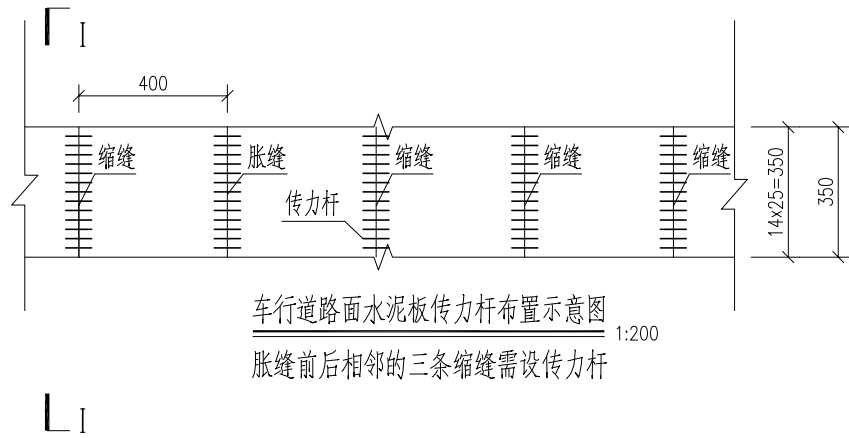 I
400
缩缝
胀缝
缩缝
缩缝
缩缝
传力杆
14x25=350
350
车行道路面水泥板传力杆布置示意图
1:200
胀缝前后相邻的三条缩缝需设传力杆
I